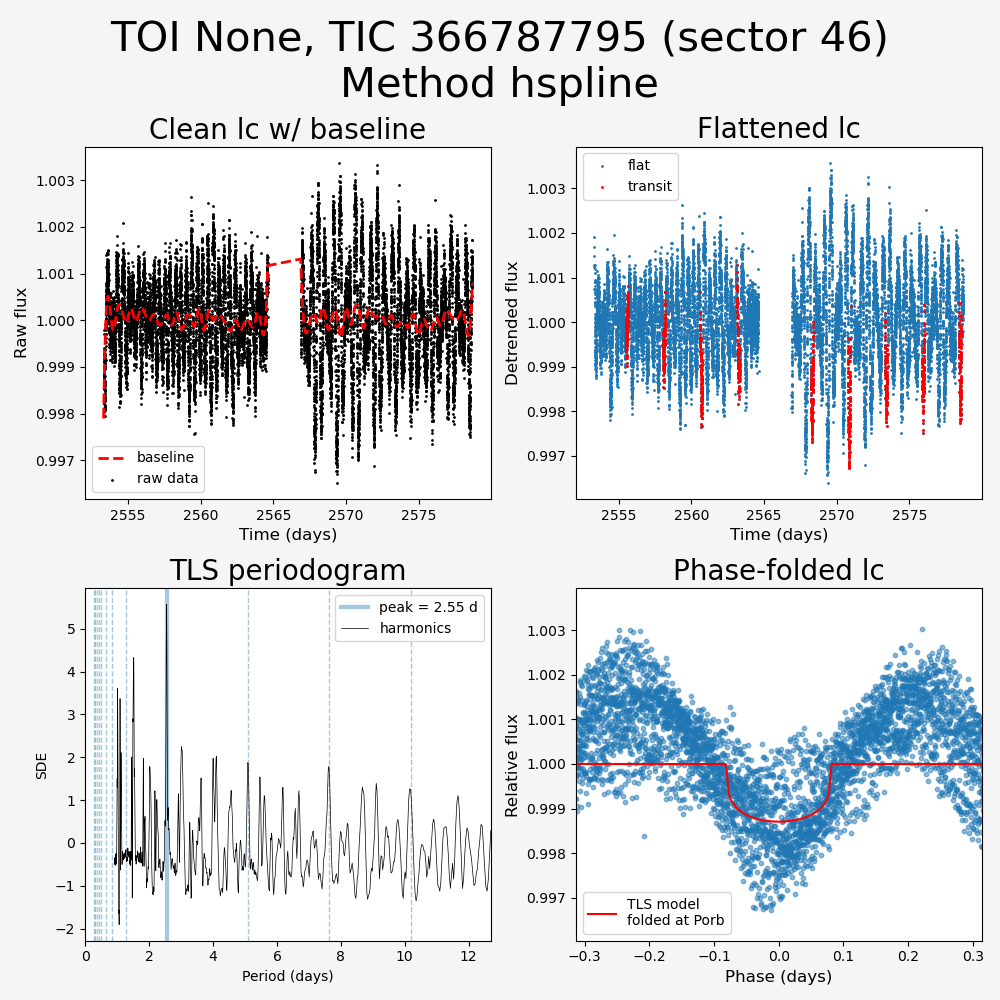 TOI None, TIC 366787795 (sector 46)
Method hspline
Clean lc w/ baseline
Raw flux
1.003
1.002
1.001
1.000
0.999
0.998
0.997
baseline
raw data
2555
2560
2565
2570
2575
Time (days)
Flattened lc
Detrended flux
1.003
1.002
1.001
1.000
0.999
0.998
0.997
flat
transit
2555
2560
2565
2570
2575
Time (days)
TLS periodogram
SDE
5
4
3
2
1
0
−1
−2
peak = 2.55 d
harmonics
0
2
4
6
8
10
12
Period (days)
Phase-folded lc
Relative flux
1.003
1.002
1.001
1.000
0.999
0.998
0.997
TLS model
folded at Porb
−0.3
−0.2
−0.1
0.0
0.1
0.2
0.3
Phase (days)